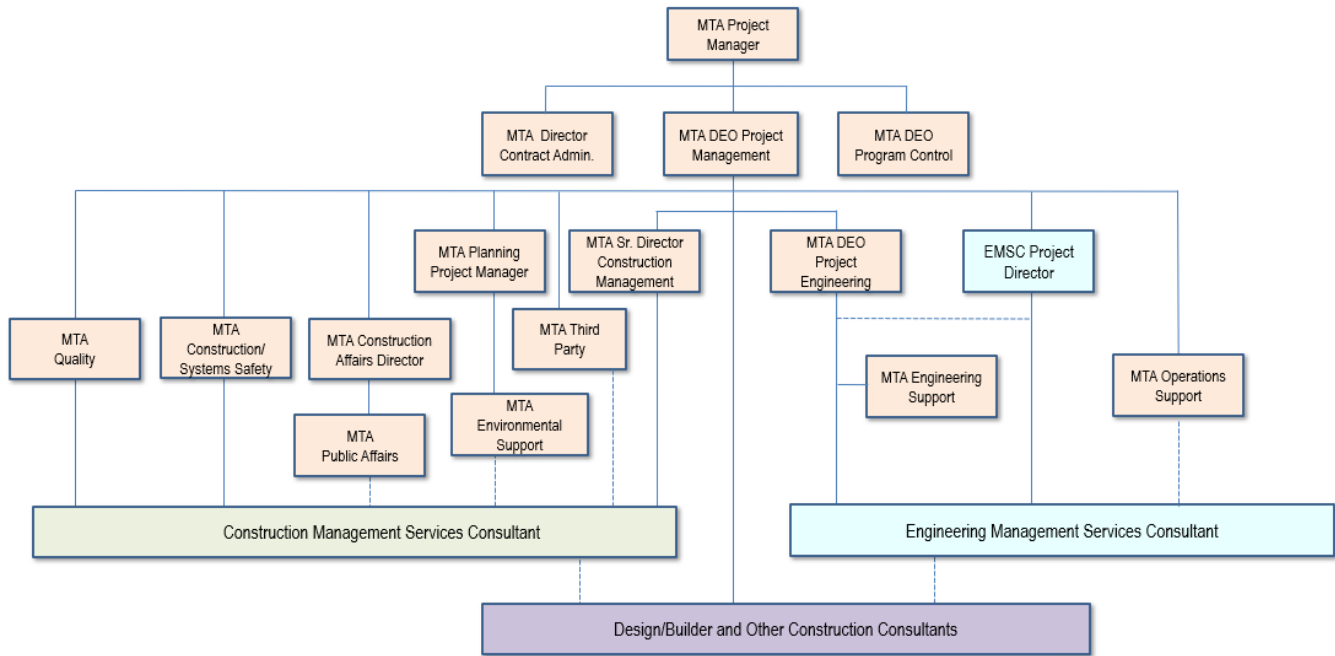 MTA Project
Manager
MTA Director
Contract Admin.
MTA DEO Project
Management
MTA DEO
Program Control
MTA Planning
Project Manager
MTA Sr. Director
Construction
Management
MTA DEO
Project
Engineering
EMSC Project
Director
MTA
Quality
MTA
Construction/
Systems Safety
MTA Construction
Affairs Director
MTA Third
Party
MTA Engineering
Support
MTA Operations
Support
MTA
Public Affairs
MTA
Environmental
Support
Construction Management Services Consultant
Engineering Management Services Consultant
Design/Builder and Other Construction Consultants